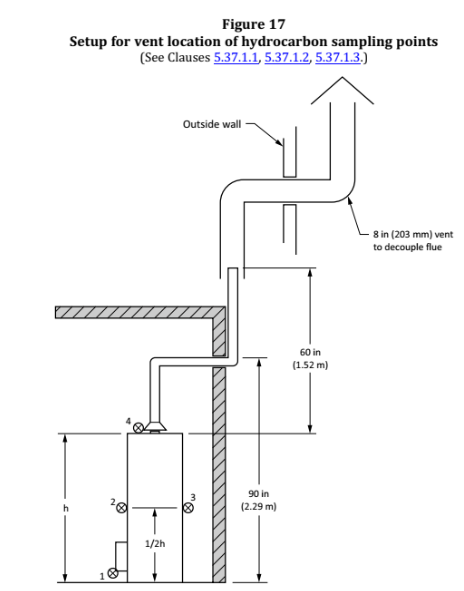 Figure 17
Setup for vent location of hydrocarbon sampling points
(See Clauses 5.37.1.1, 5.37.1.2, 5.37.1.3.)
Outside wall
8 in (203 mm) vent
to decouple flue
60 in
(1.52 m)
4
90 in
(2.29 m)
h
2
3
1/2h
1